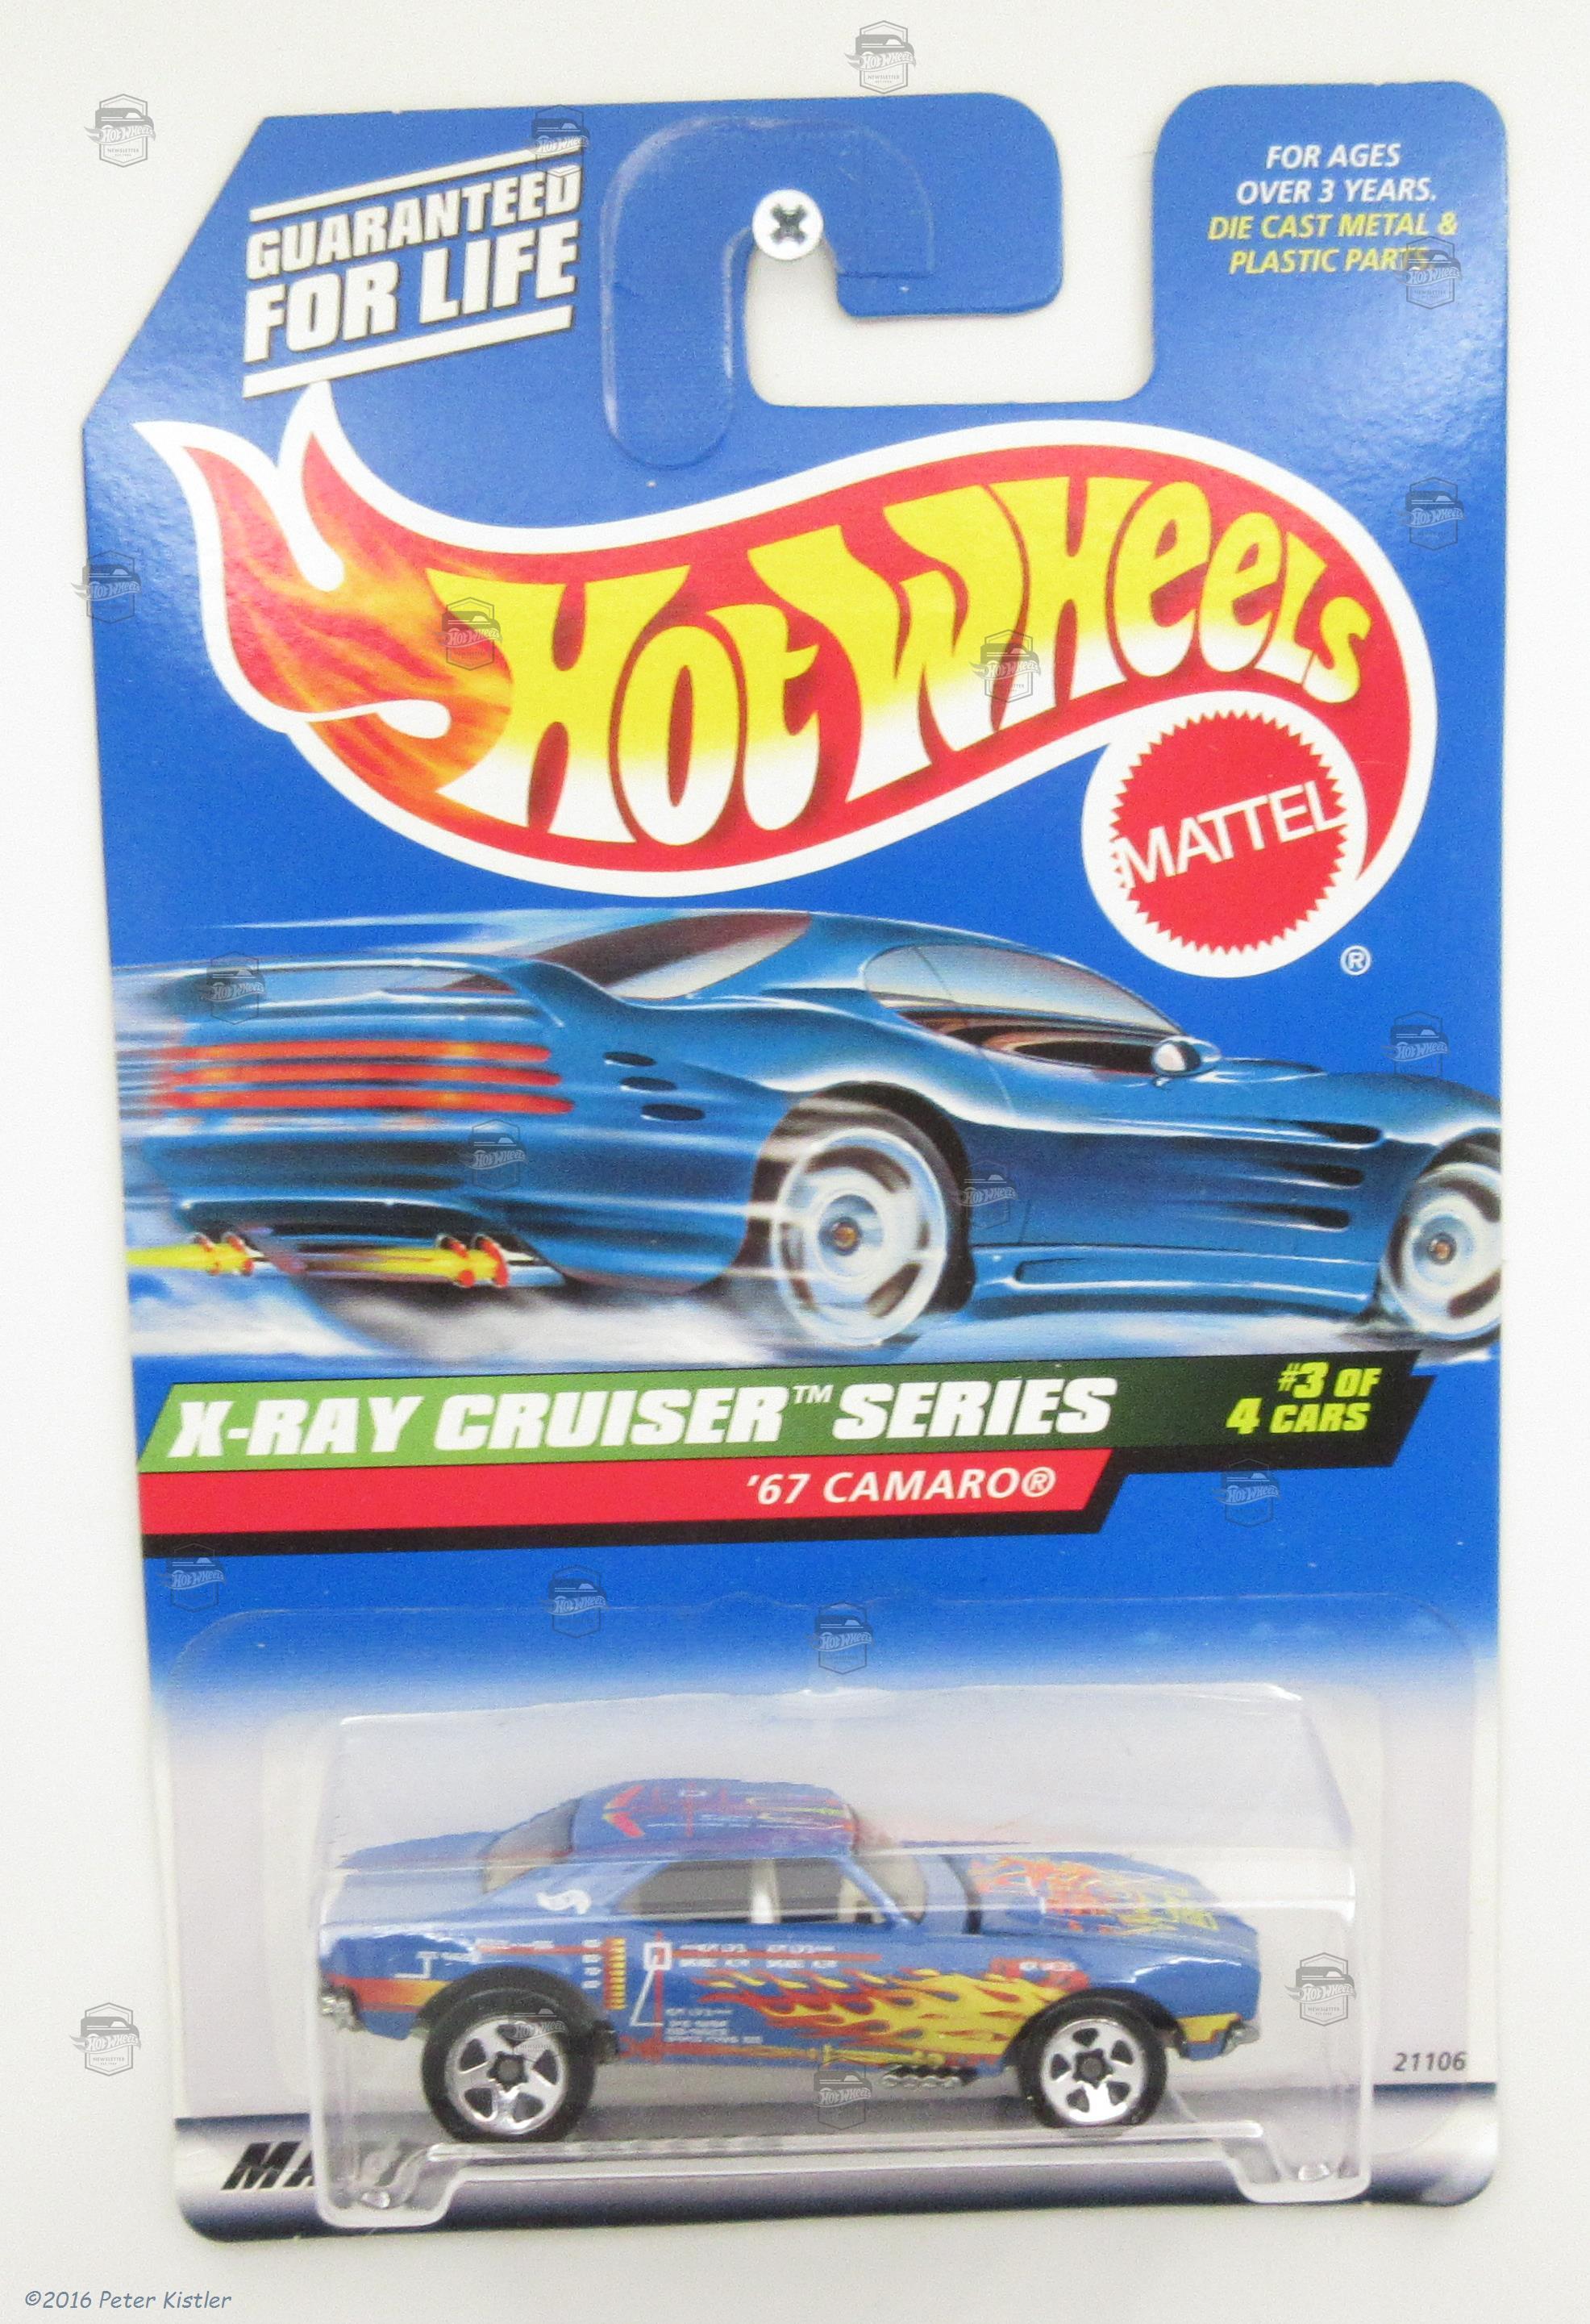 GUARANTEED
FOR LIFE
FOR AGES
OVER 3 YEARS.
DIE CAST METAL &
PLASTIC PARTS.
HOT WHEELS
MATTEL
®
X-RAY CRUISER™ SERIES
#3 OF
4 CARS
'67 CAMARO®
21106
©2016 Peter Kistler